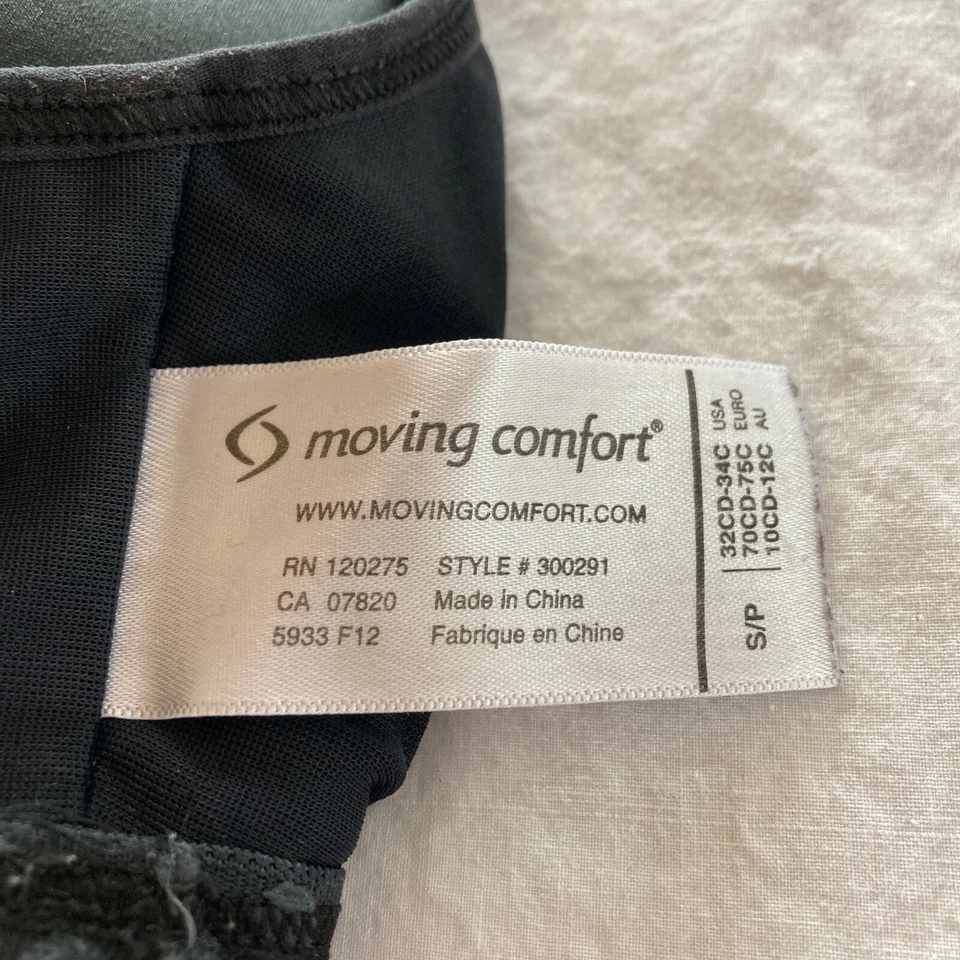 moving comfort®
WWW.MOVINGCOMFORT.COM
RN 120275 STYLE # 300291
CA 07820 Made in China
5933 F12 Fabrique en Chine
S/P
32CD-34C USA
70CD-75C EURO
10CD-12C AU